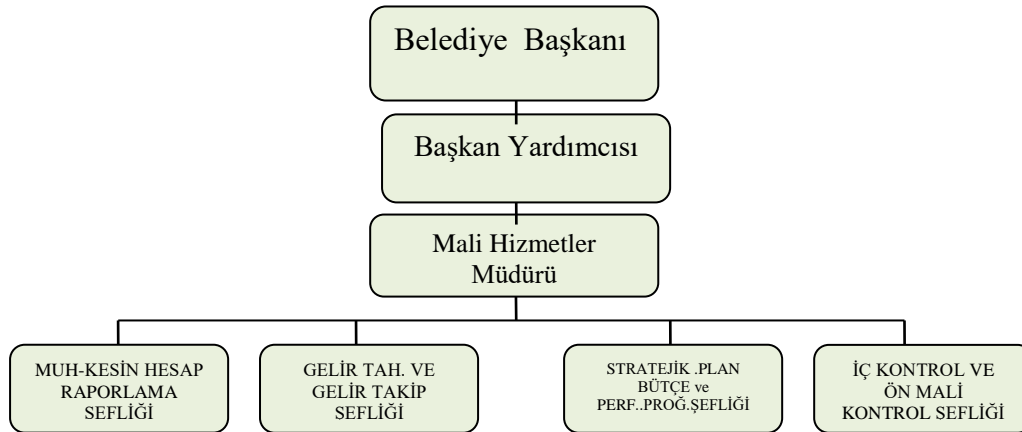 Belediye Başkanı
Başkan Yardımcısı
Mali Hizmetler
Müdürü
MUH-KESİN HESAP
RAPORLAMA
SEFLİĞİ
GELİR TAH. VE
GELİR TAKİP
SEFLİĞİ
STRATEJİK .PLAN
BÜTÇE ve
PERF..PROĞ.ŞEFLİĞİ
İÇ KONTROL VE
ÖN MALİ
KONTROL SEFLİĞİ